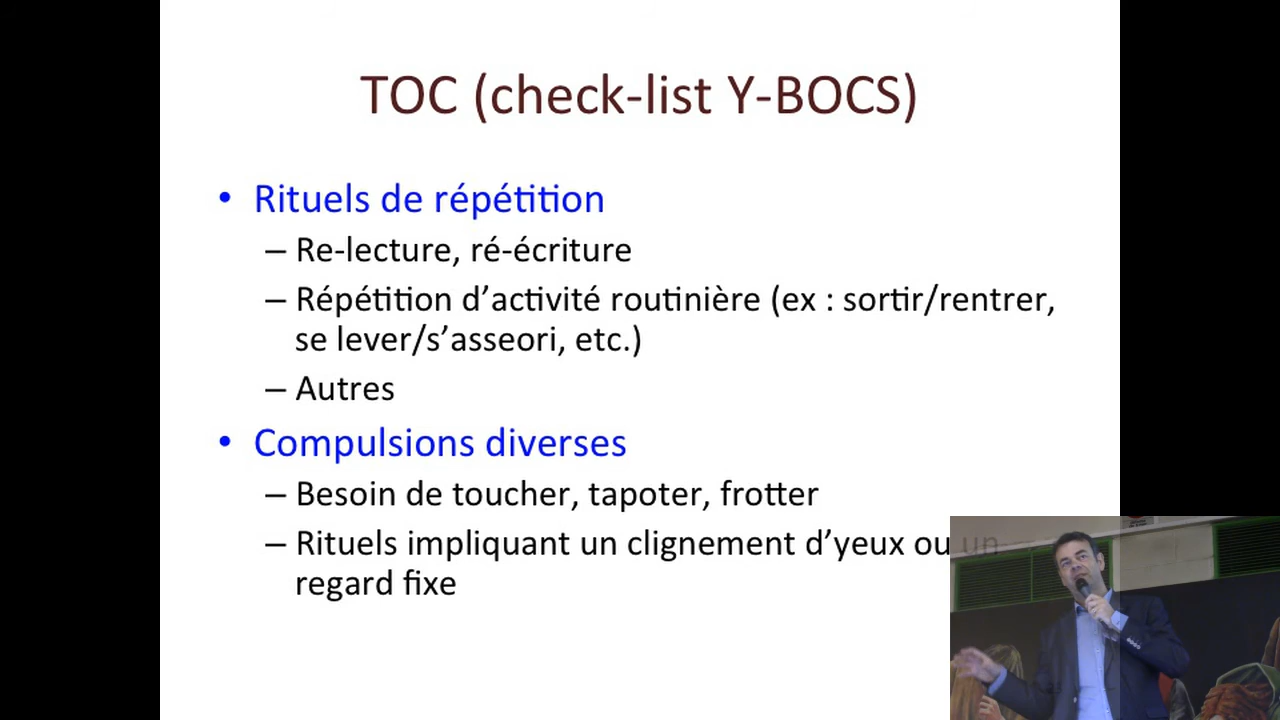 TOC (check-list Y-BOCS)
• Rituels de répétition
– Re-lecture, ré-écriture
– Répétition d’activité routinière (ex : sortir/rentrer,
se lever/s’asseori, etc.)
– Autres
• Compulsions diverses
– Besoin de toucher, tapoter, frotter
– Rituels impliquant un clignement d’yeux ou un
regard fixe